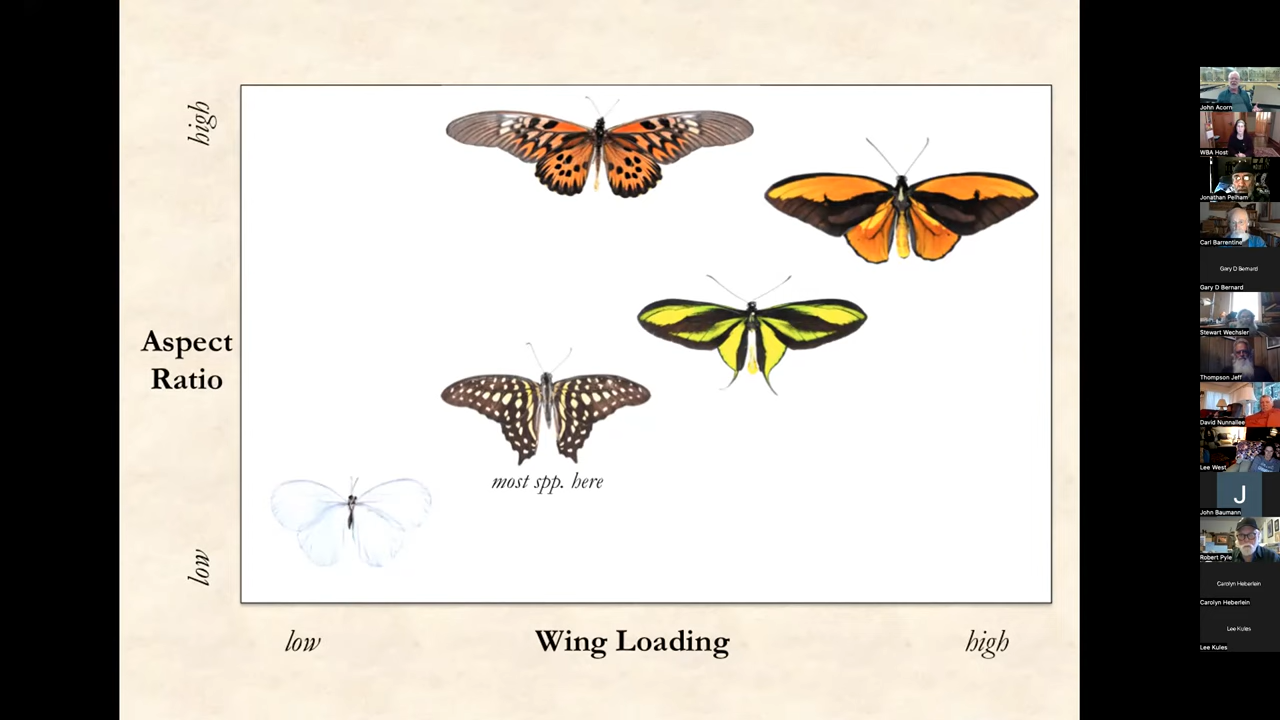 high
Aspect
Ratio
most spp. here
low
low
Wing Loading
high
John Acorn
WBA Host
Jonathan Pelham
Carl Barrentine
Gary D Bernard
Gary D Bernard
Stewart Wechsler
Thompson Jeff
David Nunnallee
Lee West
J
John Baumann
Robert Pyle
Carolyn Heberlein
Carolyn Heberlein
Lee Kules
Lee Kules